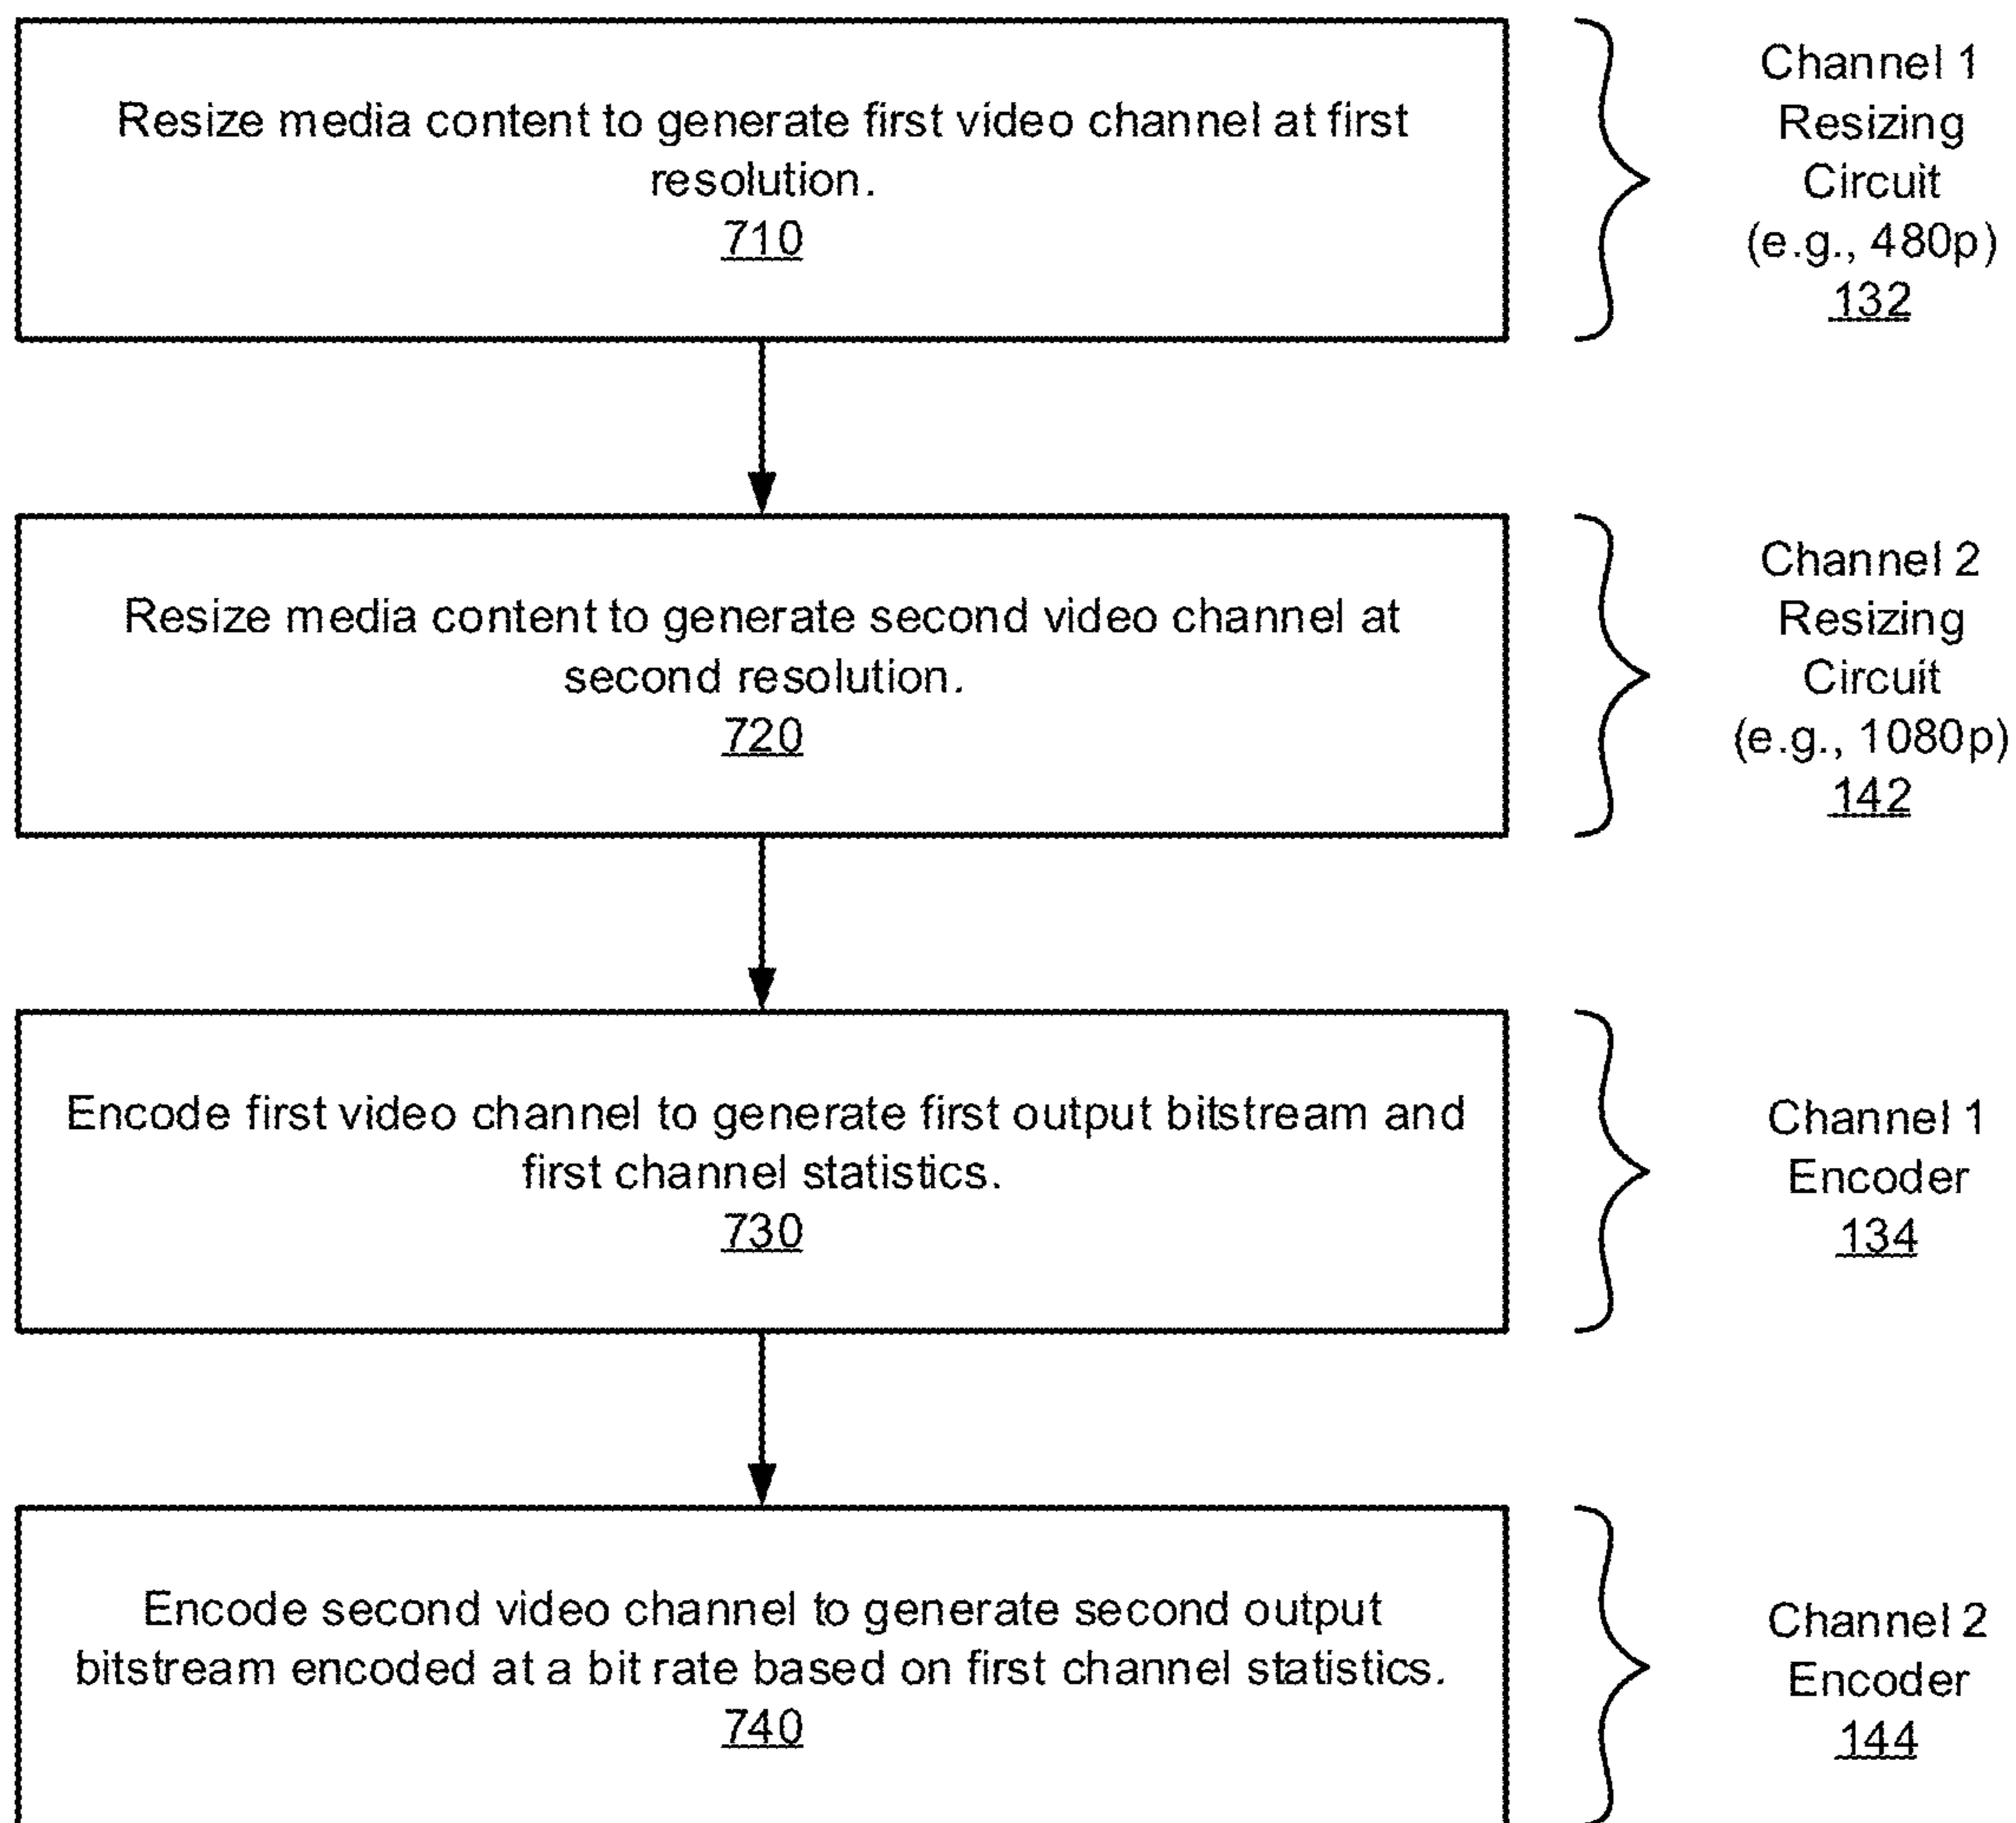 Resize media content to generate first video channel at first
resolution.
710
Channel 1
Resizing
Circuit
(e.g., 480p)
132
Resize media content to generate second video channel at
second resolution.
720
Channel 2
Resizing
Circuit
(e.g., 1080p)
142
Encode first video channel to generate first output bitstream and
first channel statistics.
730
Channel 1
Encoder
134
Encode second video channel to generate second output
bitstream encoded at a bit rate based on first channel statistics.
740
Channel 2
Encoder
144